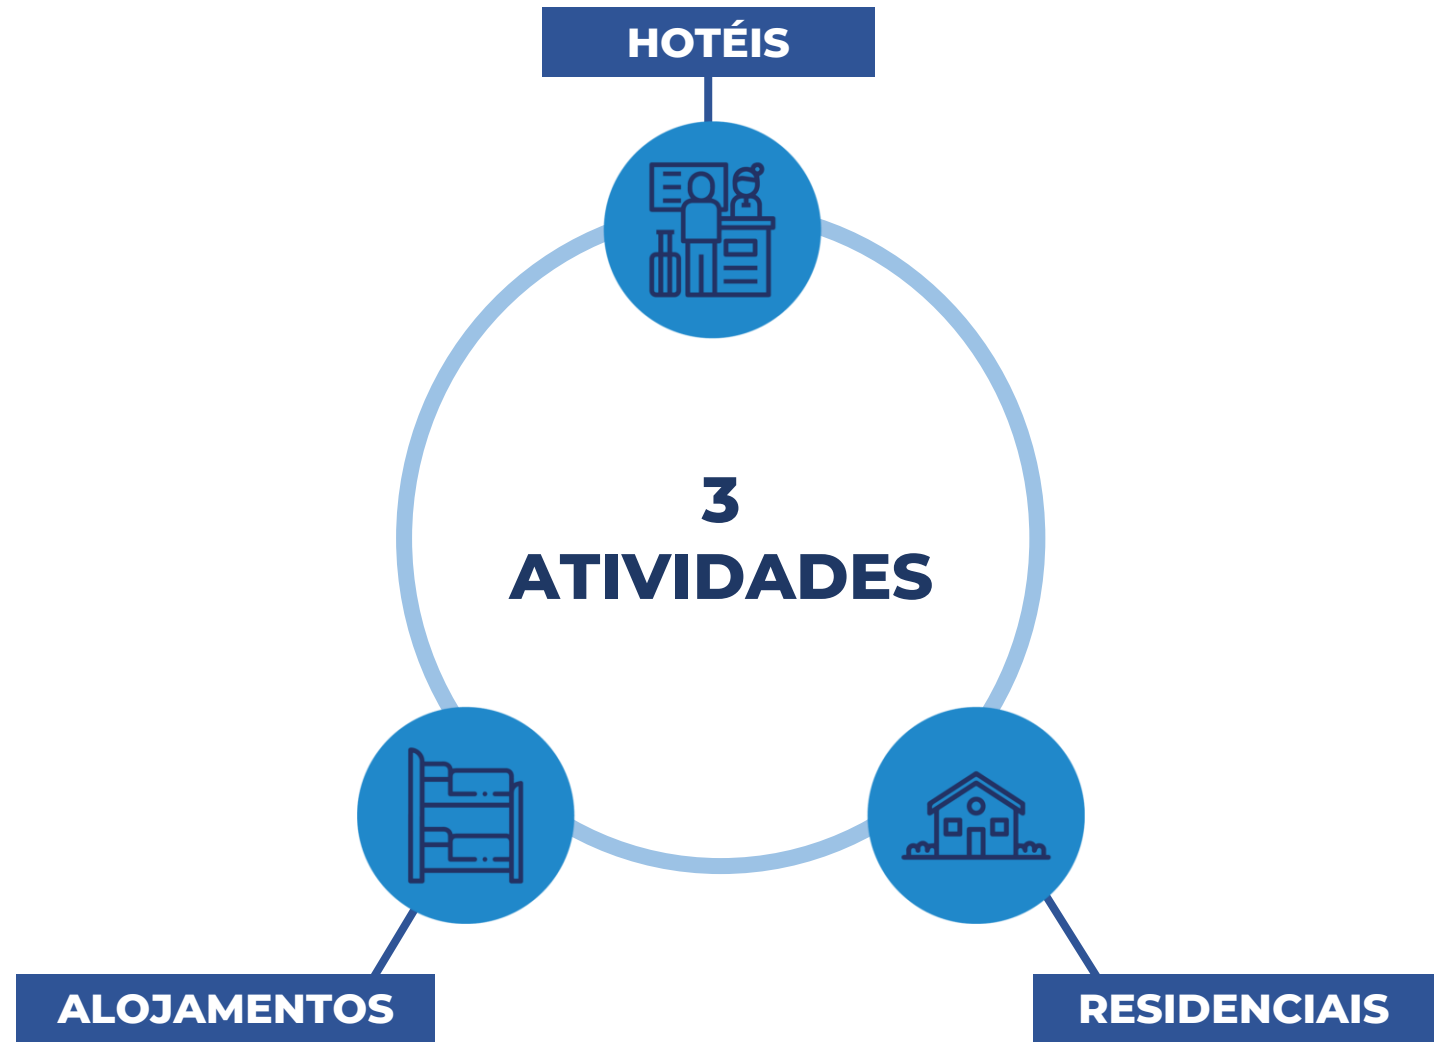 HOTÉIS
3
ATIVIDADES
ALOJAMENTOS
RESIDENCIAIS